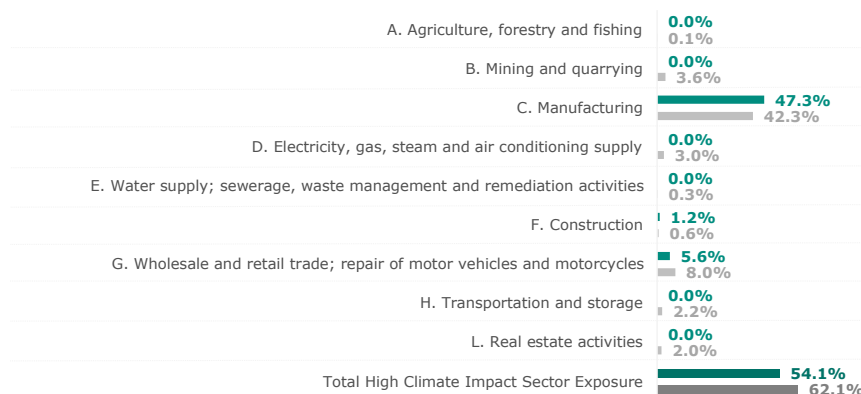 A. Agriculture, forestry and fishing
0.0%
0.1%
B. Mining and quarrying
0.0%
3.6%
C. Manufacturing
47.3%
42.3%
D. Electricity, gas, steam and air conditioning supply
0.0%
3.0%
E. Water supply; sewerage, waste management and remediation activities
0.0%
0.3%
F. Construction
1.2%
0.6%
G. Wholesale and retail trade; repair of motor vehicles and motorcycles
5.6%
8.0%
H. Transportation and storage
0.0%
2.2%
L. Real estate activities
0.0%
2.0%
Total High Climate Impact Sector Exposure
54.1%
62.1%